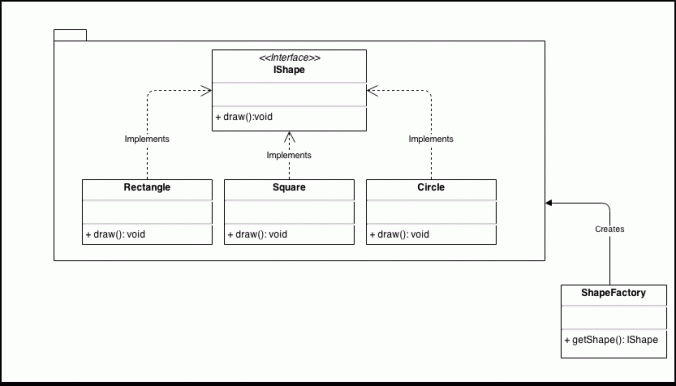 <<Interface>>
IShape
+ draw():void
Implements
Implements
Implements
Rectangle
Square
Circle
+ draw(): void
+ draw(): void
+ draw(): void
Creates
ShapeFactory
+ getShape(): IShape